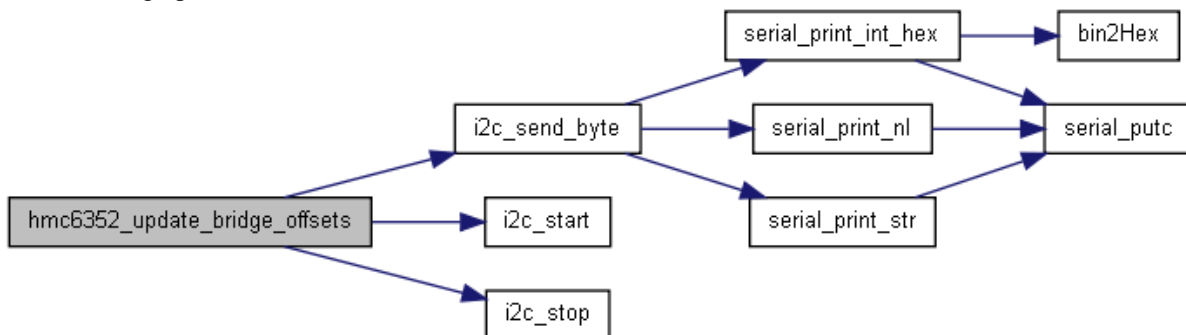 serial_print_int_hex
bin2Hex
i2c_send_byte
serial_print_nl
serial_putc
hmc6352_update_bridge_offsets
i2c_start
serial_print_str
i2c_stop